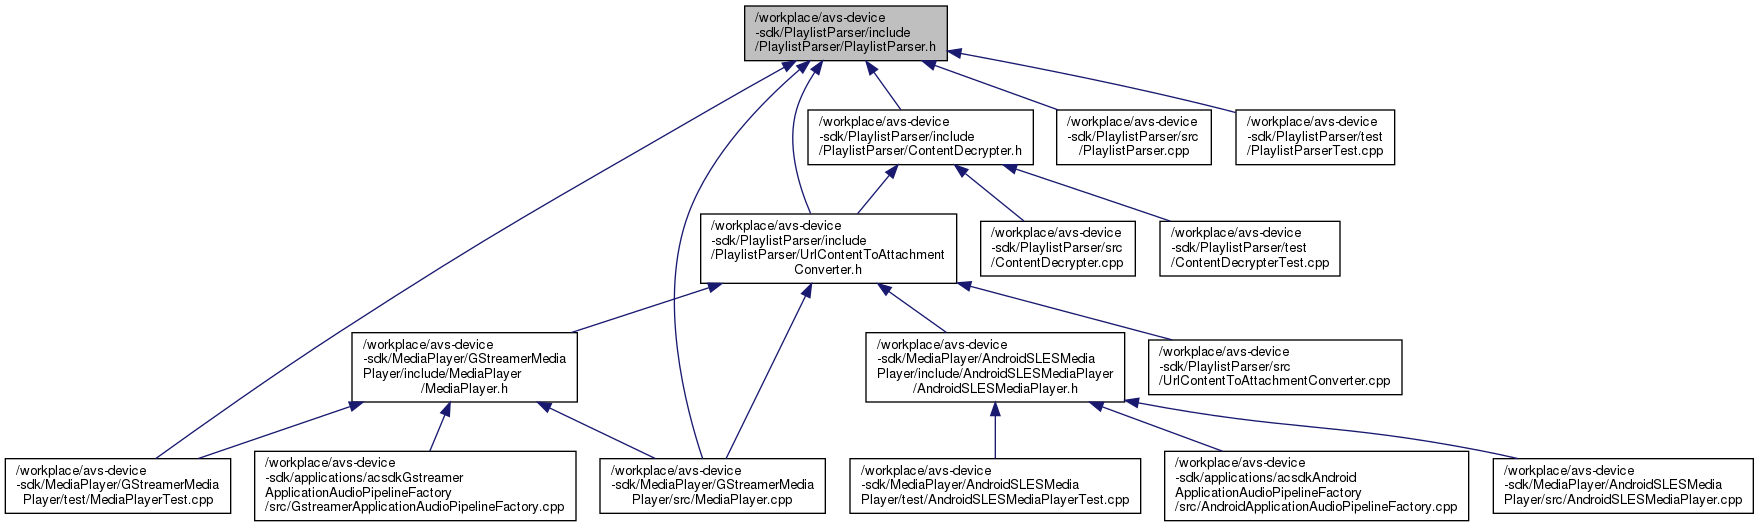 /workplace/avs-device
-sdk/PlaylistParser/include
/PlaylistParser/PlaylistParser.h
/workplace/avs-device
-sdk/PlaylistParser/include
/PlaylistParser/ContentDecrypter.h
/workplace/avs-device
-sdk/PlaylistParser/src
/PlaylistParser.cpp
/workplace/avs-device
-sdk/PlaylistParser/test
/PlaylistParserTest.cpp
/workplace/avs-device
-sdk/PlaylistParser/include
/PlaylistParser/UrlContentToAttachment
Converter.h
/workplace/avs-device
-sdk/PlaylistParser/src
/ContentDecrypter.cpp
/workplace/avs-device
-sdk/PlaylistParser/test
/ContentDecrypterTest.cpp
/workplace/avs-device
-sdk/MediaPlayer/GStreamerMedia
Player/include/MediaPlayer
/MediaPlayer.h
/workplace/avs-device
-sdk/MediaPlayer/AndroidSLESMedia
Player/include/AndroidSLESMediaPlayer
/AndroidSLESMediaPlayer.h
/workplace/avs-device
-sdk/PlaylistParser/src
/UrlContentToAttachmentConverter.cpp
/workplace/avs-device
-sdk/MediaPlayer/GStreamerMedia
Player/test/MediaPlayerTest.cpp
/workplace/avs-device
-sdk/applications/acsdkGstreamer
ApplicationAudioPipelineFactory
/src/GstreamerApplicationAudioPipelineFactory.cpp
/workplace/avs-device
-sdk/MediaPlayer/GStreamerMedia
Player/src/MediaPlayer.cpp
/workplace/avs-device
-sdk/MediaPlayer/AndroidSLESMedia
Player/test/AndroidSLESMediaPlayerTest.cpp
/workplace/avs-device
-sdk/applications/acsdkAndroid
ApplicationAudioPipelineFactory
/src/AndroidApplicationAudioPipelineFactory.cpp
/workplace/avs-device
-sdk/MediaPlayer/AndroidSLESMedia
Player/src/AndroidSLESMediaPlayer.cpp